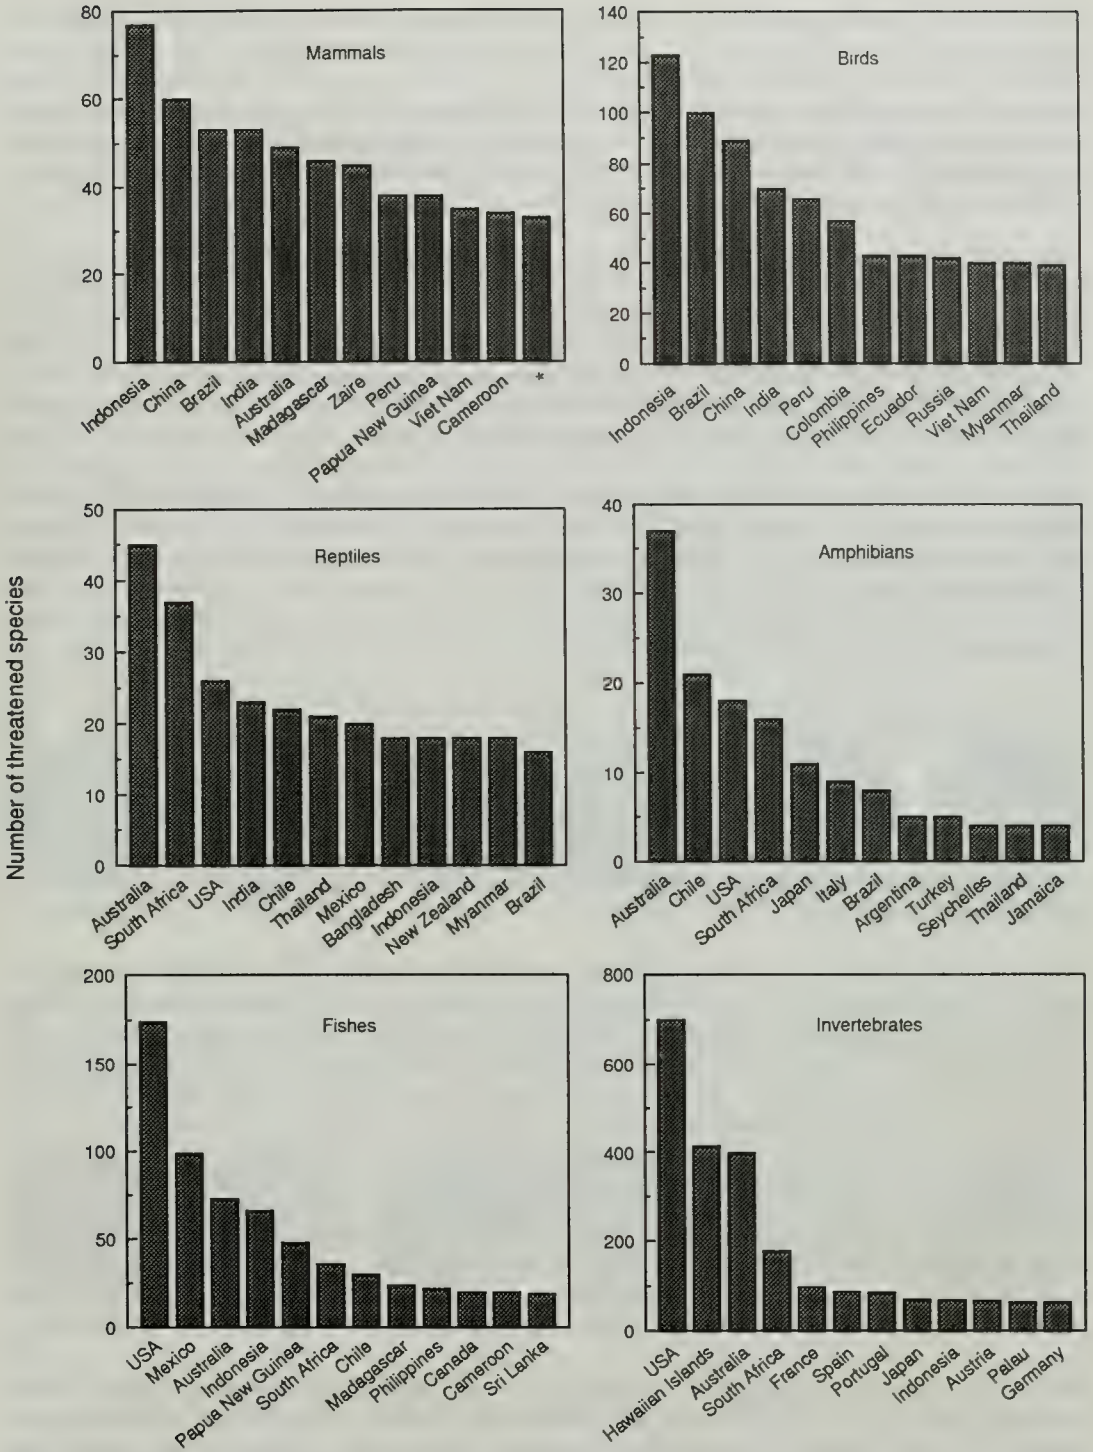 Number of threatened species
Mammals
80
60
40
20
0
Indonesia
China
Brazil
India
Australia
Madagascar
Zaire
Peru
Papua New Guinea
Viet Nam
Cameroon
*
Birds
140
120
100
80
60
40
20
0
Indonesia
Brazil
China
India
Peru
Colombia
Philippines
Ecuador
Russia
Viet Nam
Myanmar
Thailand
Reptiles
50
40
30
20
10
0
Australia
South Africa
USA
India
Chile
Thailand
Mexico
Bangladesh
Indonesia
New Zealand
Myanmar
Brazil
Amphibians
40
30
20
10
0
Australia
Chile
USA
South Africa
Japan
Italy
Brazil
Argentina
Turkey
Seychelles
Thailand
Jamaica
Fishes
200
150
100
50
0
USA
Mexico
Australia
Indonesia
Papua New Guinea
South Africa
Chile
Madagascar
Philippines
Canada
Cameroon
Sri Lanka
Invertebrates
800
600
400
200
0
USA
Hawaiian Islands
Australia
South Africa
France
Spain
Portugal
Japan
Indonesia
Austria
Palau
Germany